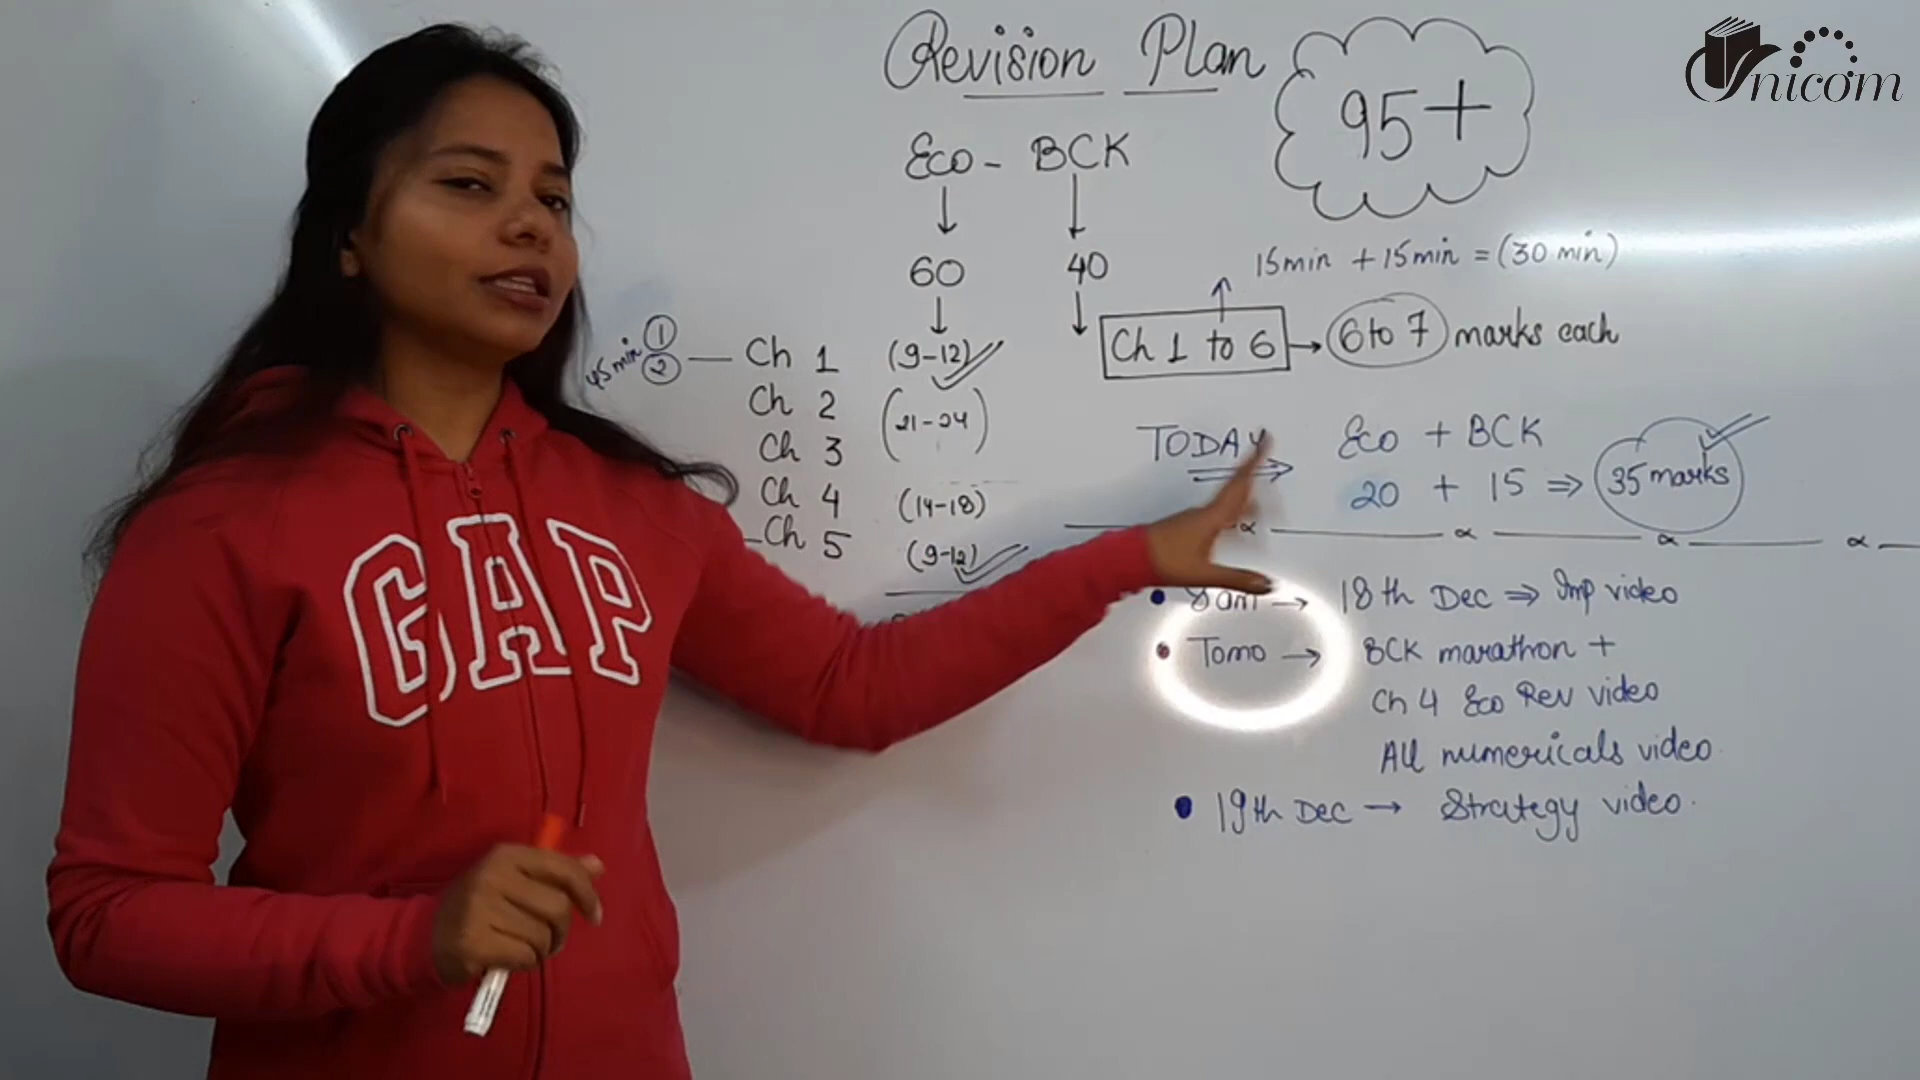 Unicom
Revision Plan
95+
Eco - BCK
60 40
15min + 15min = (30 min)
Ch 1 to 6 → 6 to 7 marks each
45 min 1
2
Ch 1 (9-12)
Ch 2 (21-24)
Ch 3
Ch 4 (14-18)
Ch 5 (9-12)
TODAY Eco + BCK
20 + 15 ⇒ 35 marks
8am → 18th Dec ⇒ Imp video
Tomo → BCK marathon +
Ch 4 Eco Rev video
All numericals video
19th Dec → Strategy video.
GAP